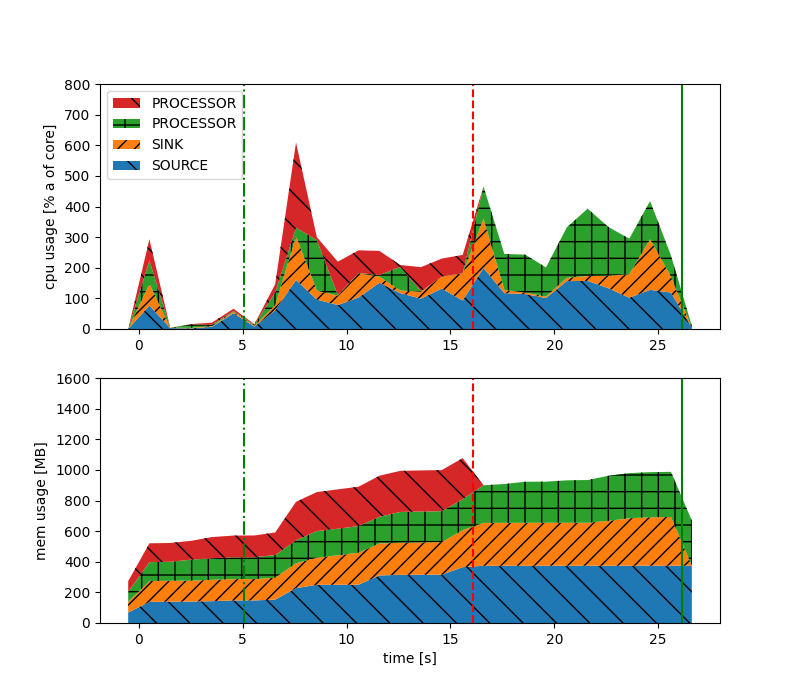 cpu usage [% a of core]
800
700
600
500
400
300
200
100
0
PROCESSOR
PROCESSOR
SINK
SOURCE
0 5 10 15 20 25
mem usage [MB]
1600
1400
1200
1000
800
600
400
200
0
0 5 10 15 20 25
time [s]